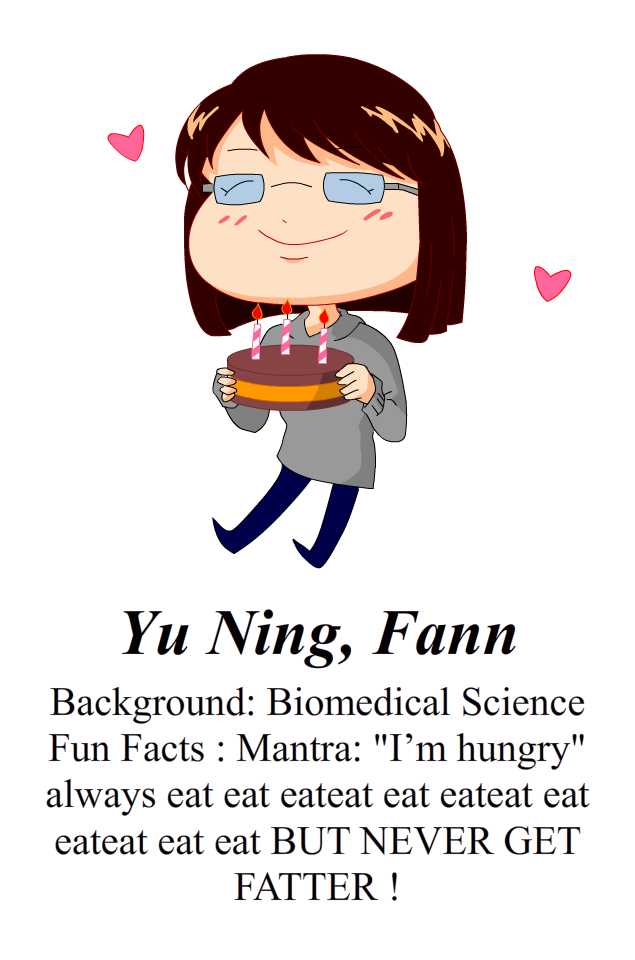 Yu Ning, Fann
Background: Biomedical Science
Fun Facts : Mantra: "I’m hungry"
always eat eat eateat eat eateat eat
eateat eat eat BUT NEVER GET
FATTER !